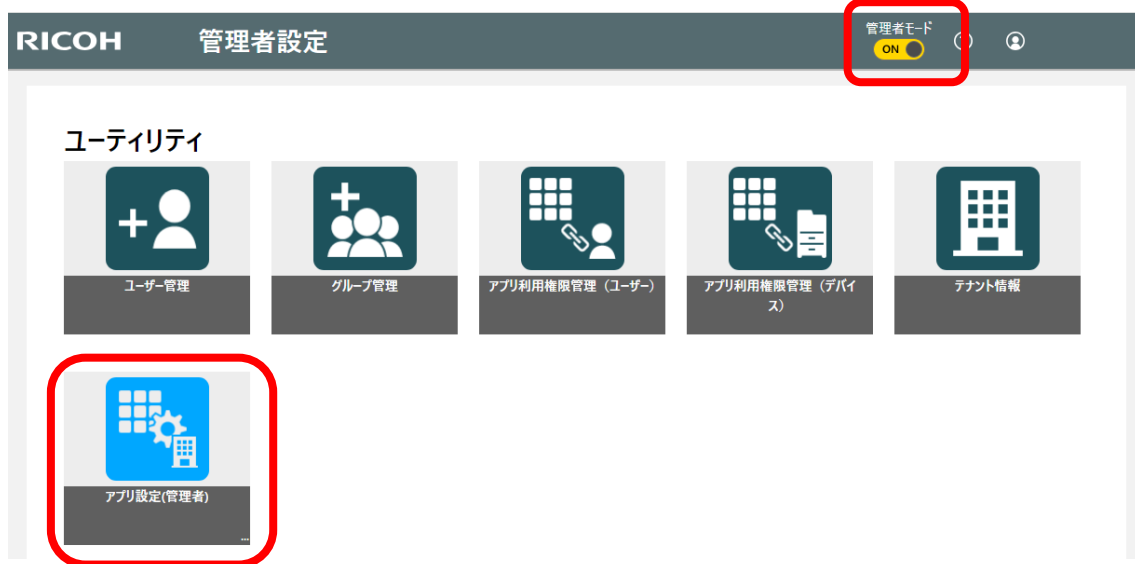 RICOH 管理者設定 管理者モード
ON
ユーティリティ
ユーザー管理 グループ管理 アプリ利用権限管理（ユーザー） アプリ利用権限管理（デバイ
ス） テナント情報
アプリ設定(管理者)
...